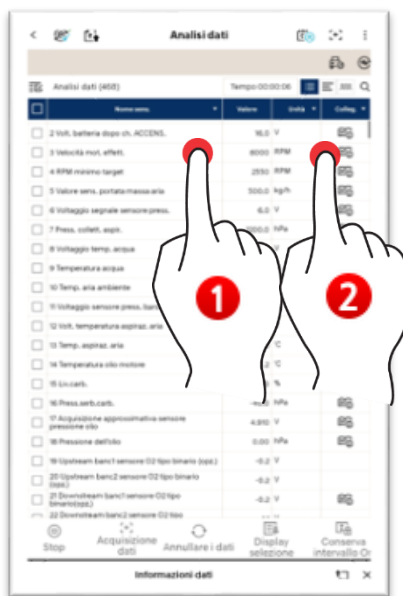 Analisi dati
Analisi dati (468) Tempo 00:00:06
Nome sens. Valore Unità Colleg.
2 Volt. batteria dopo ch. ACCENS. 16.0 V
3 Velocità mot. effett. 8000 RPM
4 RPM minimo target 2550 RPM
5 Valore sens. portata massa aria 500.0 kg/h
6 Voltaggio segnale sensore press. 6.0 V
7 Press. collett. aspir. hPa
8 Voltaggio temp. acqua
9 Temperatura acqua
10 Temp. aria ambiente
11 Voltaggio sensore press.
12 Volt. temperatura aspiraz. aria
13 Temp. aspiraz. aria °C
14 Temperatura olio motore °C
15 Liv.carb. %
16 Press.serb.carb. hPa
17 Acquisizione approssimativa sensore
pressione olio 4.910 V
18 Pressione dell'olio 0.00 hPa
19 Upstream banc1 sensore O2 tipo binario (opz.) -0.2 V
20 Upstream banc2 sensore O2 tipo binario
(opz.) -0.2 V
21 Downstream banc1 sensore O2 tipo
binario(opz.) -0.2 V
22 Downstream banc2 sensore O2 tipo
Stop Acquisizione dati Annullare i dati Display selezione Conserva intervallo
Informazioni dati
1
2